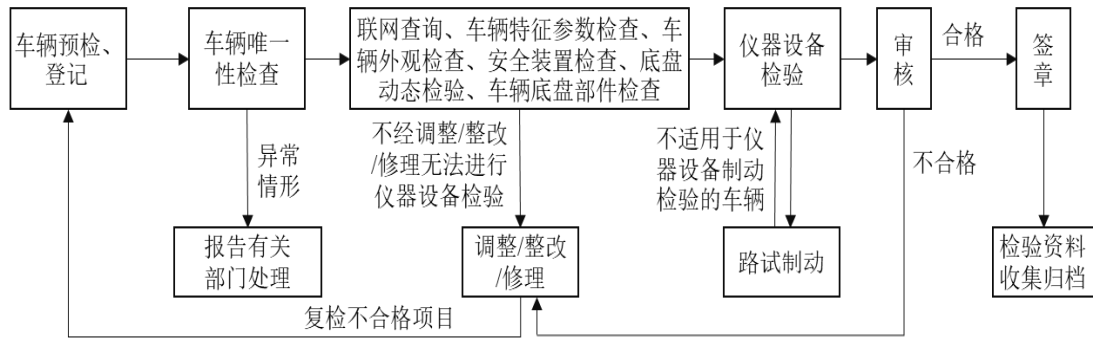 车辆预检、
登记
车辆唯一
性检查
联网查询、车辆特征参数检查、车
辆外观检查、安全装置检查、底盘
动态检验、车辆底盘部件检查
仪器设备
检验
审
核
合格
签
章
异常
情形
不经调整/整改
/修理无法进行
仪器设备检验
不适用于仪
器设备制动
检验的车辆
不合格
报告有关
部门处理
调整/整改
/修理
路试制动
检验资料
收集归档
复检不合格项目